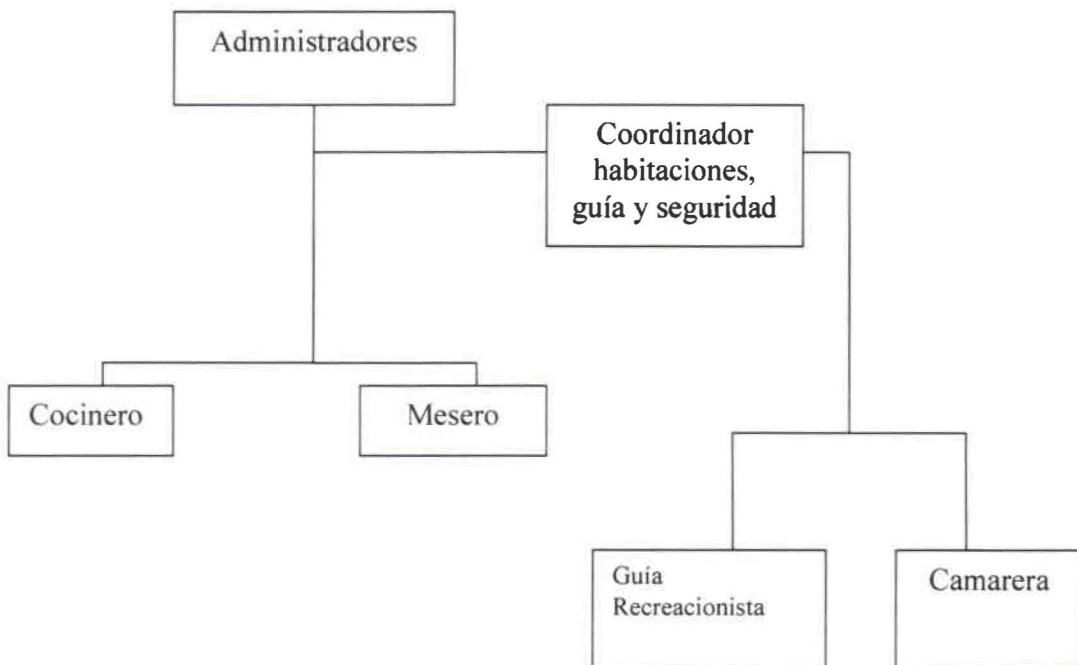 Administradores
Coordinador
habitaciones,
guía y seguridad
Cocinero
Mesero
Guía
Recreacionista
Camarera